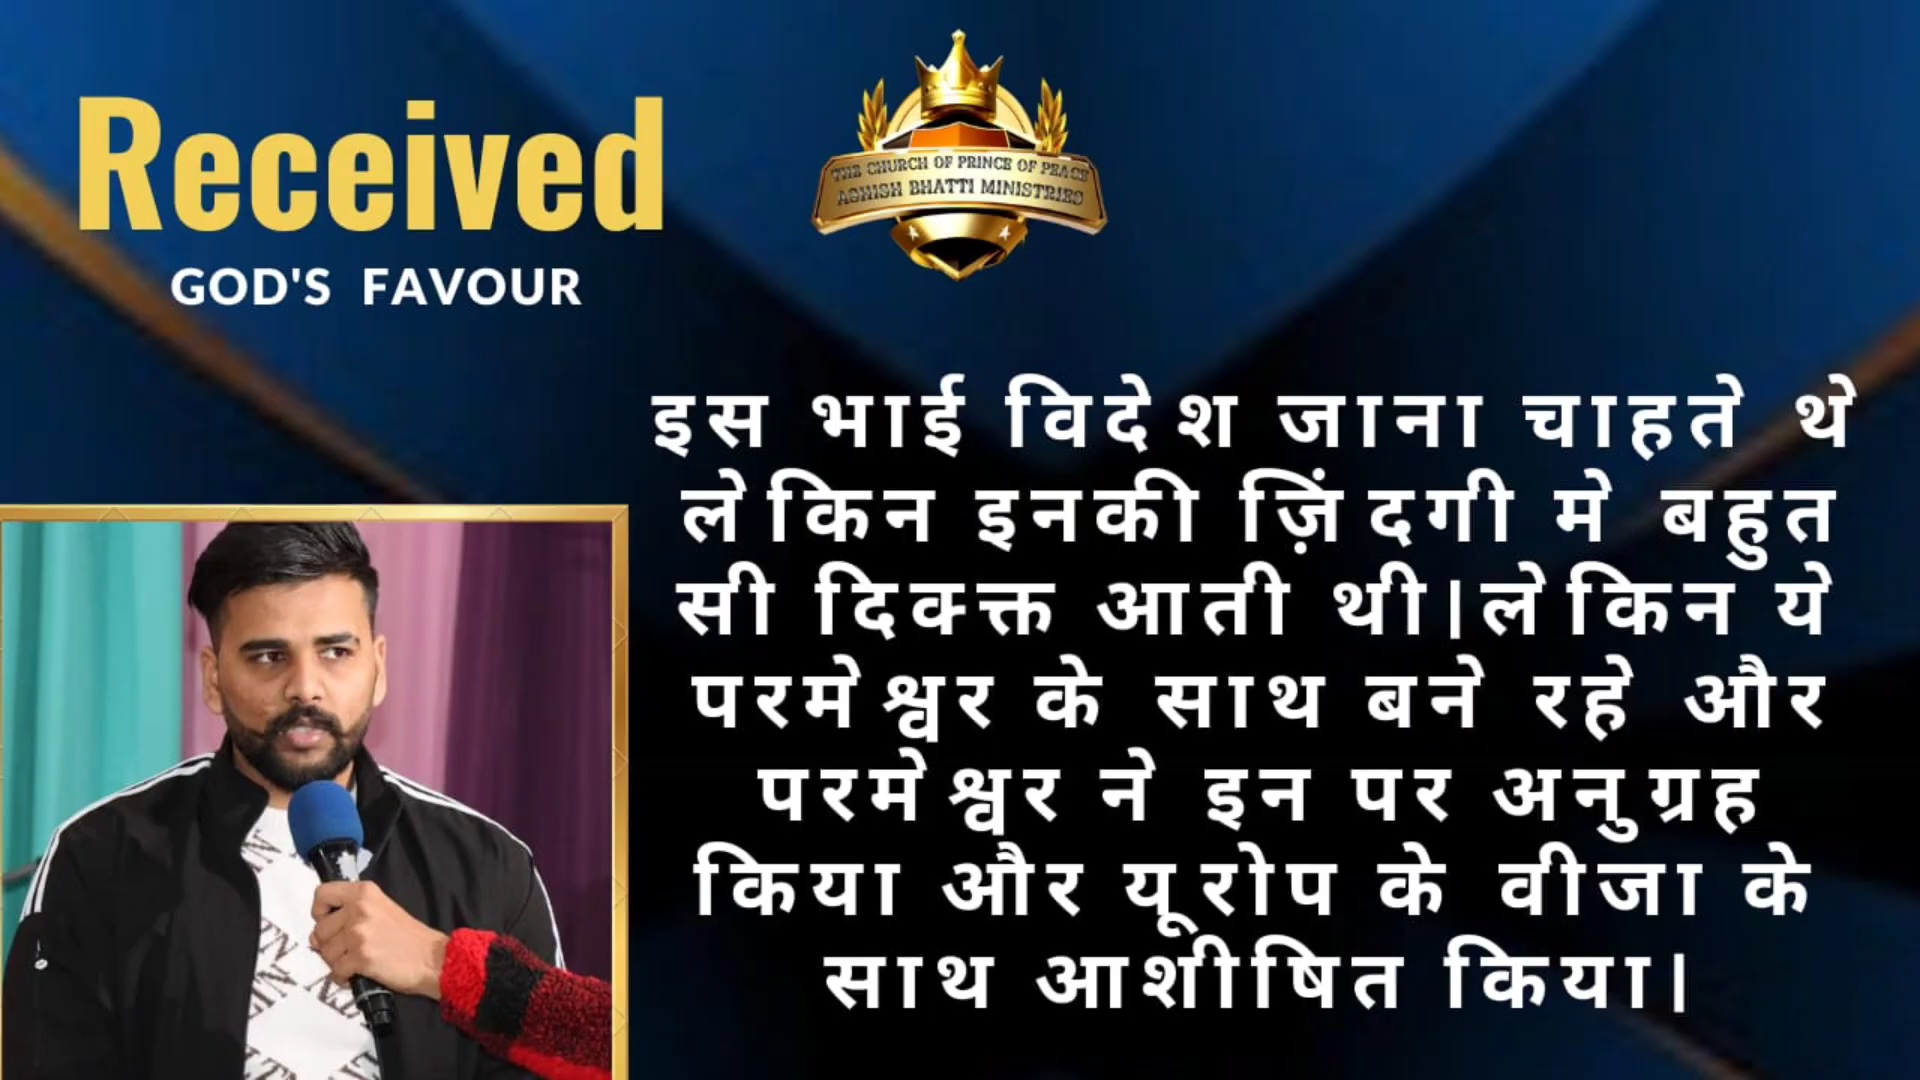 Received
GOD'S FAVOUR
THE CHURCH OF PRINCE OF PEACE
ASHISH BHATTI MINISTRIES
इस भाई विदेश जाना चाहते थे
लेकिन इनकी ज़िंदगी मे बहुत
सी दिक्क्त आती थी|लेकिन ये
परमेश्वर के साथ बने रहे और
परमेश्वर ने इन पर अनुग्रह
किया और यूरोप के वीजा के
साथ आशीषित किया|